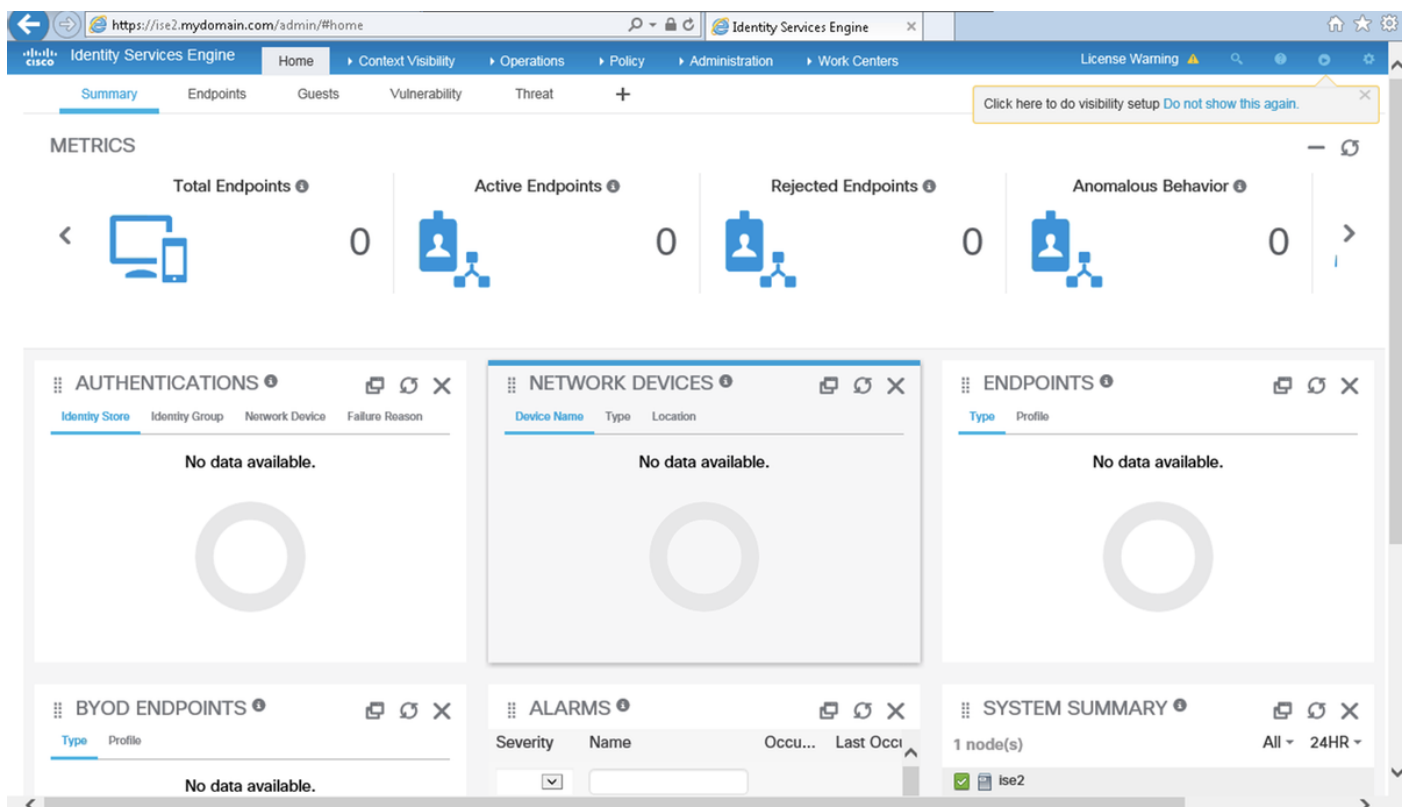 https://ise2.mydomain.com/admin/#home
Identity Services Engine
cisco Identity Services Engine Home Context Visibility Operations Policy Administration Work Centers License Warning
Summary Endpoints Guests Vulnerability Threat +
Click here to do visibility setup Do not show this again.
METRICS
Total Endpoints
0
Active Endpoints
0
Rejected Endpoints
0
Anomalous Behavior
0
AUTHENTICATIONS
Identity Store Identity Group Network Device Failure Reason
No data available.
NETWORK DEVICES
Device Name Type Location
No data available.
ENDPOINTS
Type Profile
No data available.
BYOD ENDPOINTS
Type Profile
No data available.
ALARMS
Severity Name Occu... Last Occu
SYSTEM SUMMARY
1 node(s) All 24HR
ise2